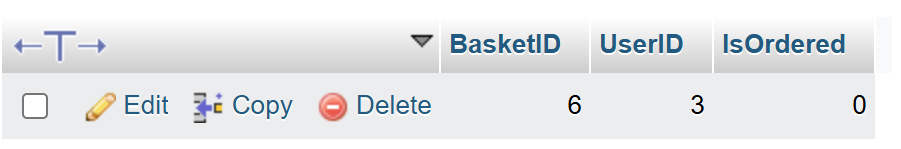 ←T→ BasketID UserID IsOrdered
Edit Copy Delete 6 3 0